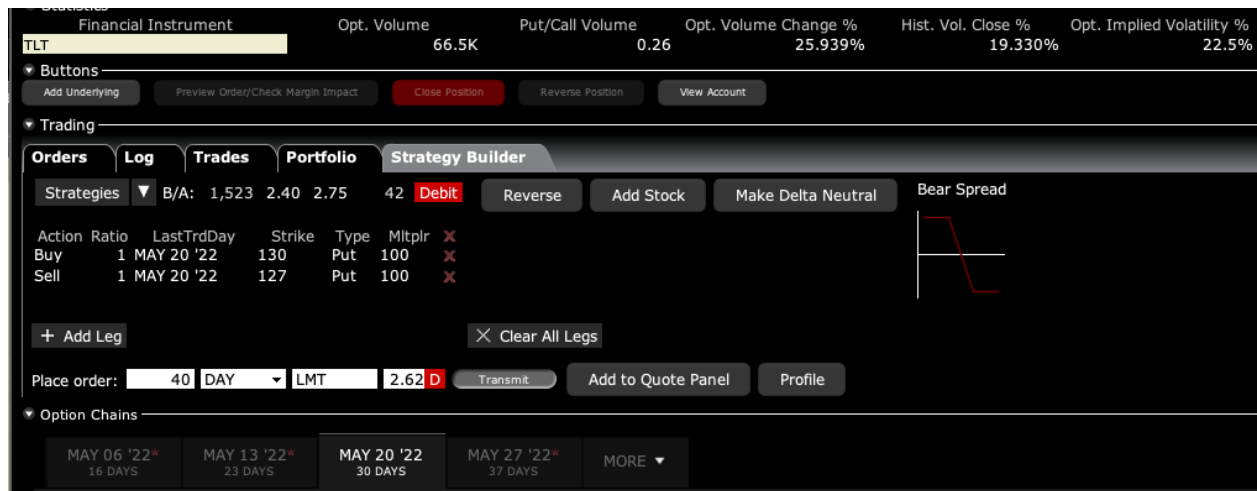 Statistics
Financial Instrument Opt. Volume Put/Call Volume Opt. Volume Change % Hist. Vol. Close % Opt. Implied Volatility %
TLT 66.5K 0.26 25.939% 19.330% 22.5%
Buttons
Add Underlying Preview Order/Check Margin Impact Close Position Reverse Position View Account
Trading
Orders Log Trades Portfolio Strategy Builder
Strategies ▼ B/A: 1,523 2.40 2.75 42 Debit Reverse Add Stock Make Delta Neutral Bear Spread
Action Ratio LastTrdDay Strike Type Mltplr X
Buy 1 MAY 20 '22 130 Put 100 X
Sell 1 MAY 20 '22 127 Put 100 X
+ Add Leg X Clear All Legs
Place order: 40 DAY LMT 2.62 D Transmit Add to Quote Panel Profile
Option Chains
MAY 06 '22w MAY 13 '22w MAY 20 '22 MAY 27 '22w MORE ▼
16 DAYS 23 DAYS 30 DAYS 37 DAYS